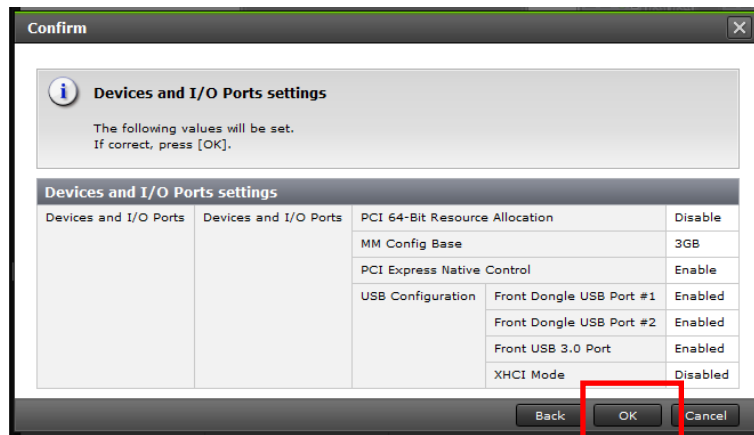 Confirm
Devices and I/O Ports settings
The following values will be set.
If correct, press [OK].
Devices and I/O Ports settings
Devices and I/O Ports Devices and I/O Ports PCI 64-Bit Resource Allocation Disable
MM Config Base 3GB
PCI Express Native Control Enable
USB Configuration Front Dongle USB Port #1 Enabled
Front Dongle USB Port #2 Enabled
Front USB 3.0 Port Enabled
XHCI Mode Disabled
Back OK Cancel